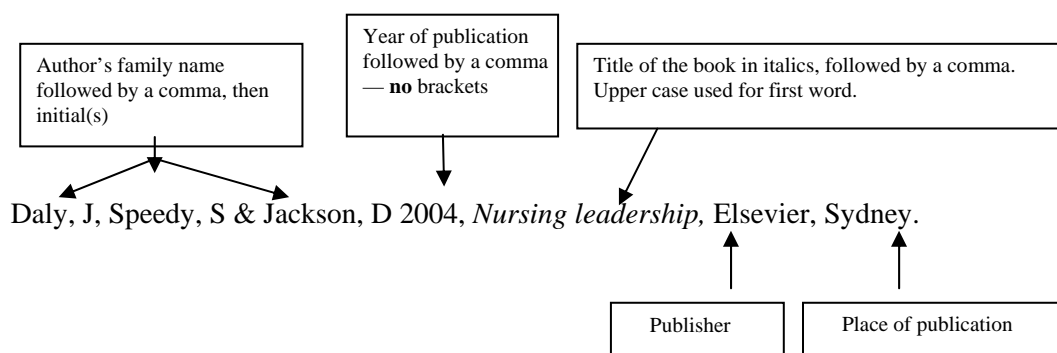 Author’s family name
followed by a comma, then
initial(s)
Year of publication
followed by a comma
— no brackets
Title of the book in italics, followed by a comma.
Upper case used for first word.
Daly, J, Speedy, S & Jackson, D 2004, Nursing leadership, Elsevier, Sydney.
Publisher
Place of publication